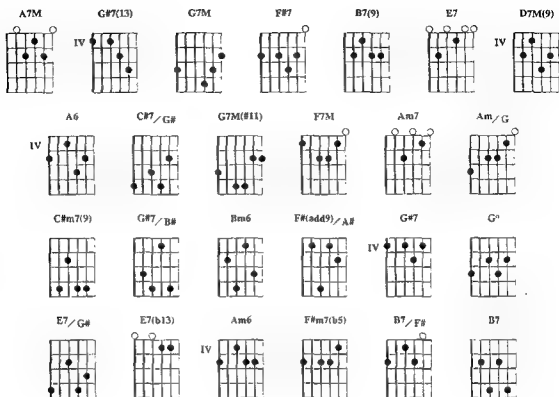 A7M G#7(13) G7M F#7 B7(9) E7 D7M(9)
IV IV
A6 C#7/G# G7M(#11) F7M Am7 Am/G
IV
C#m7(9) G#7/B# Bm6 F#(add9)/A# G#7 G°
IV
E7/G# E7(b13) Am6 F#m7(b5) B7/F# B7
IV